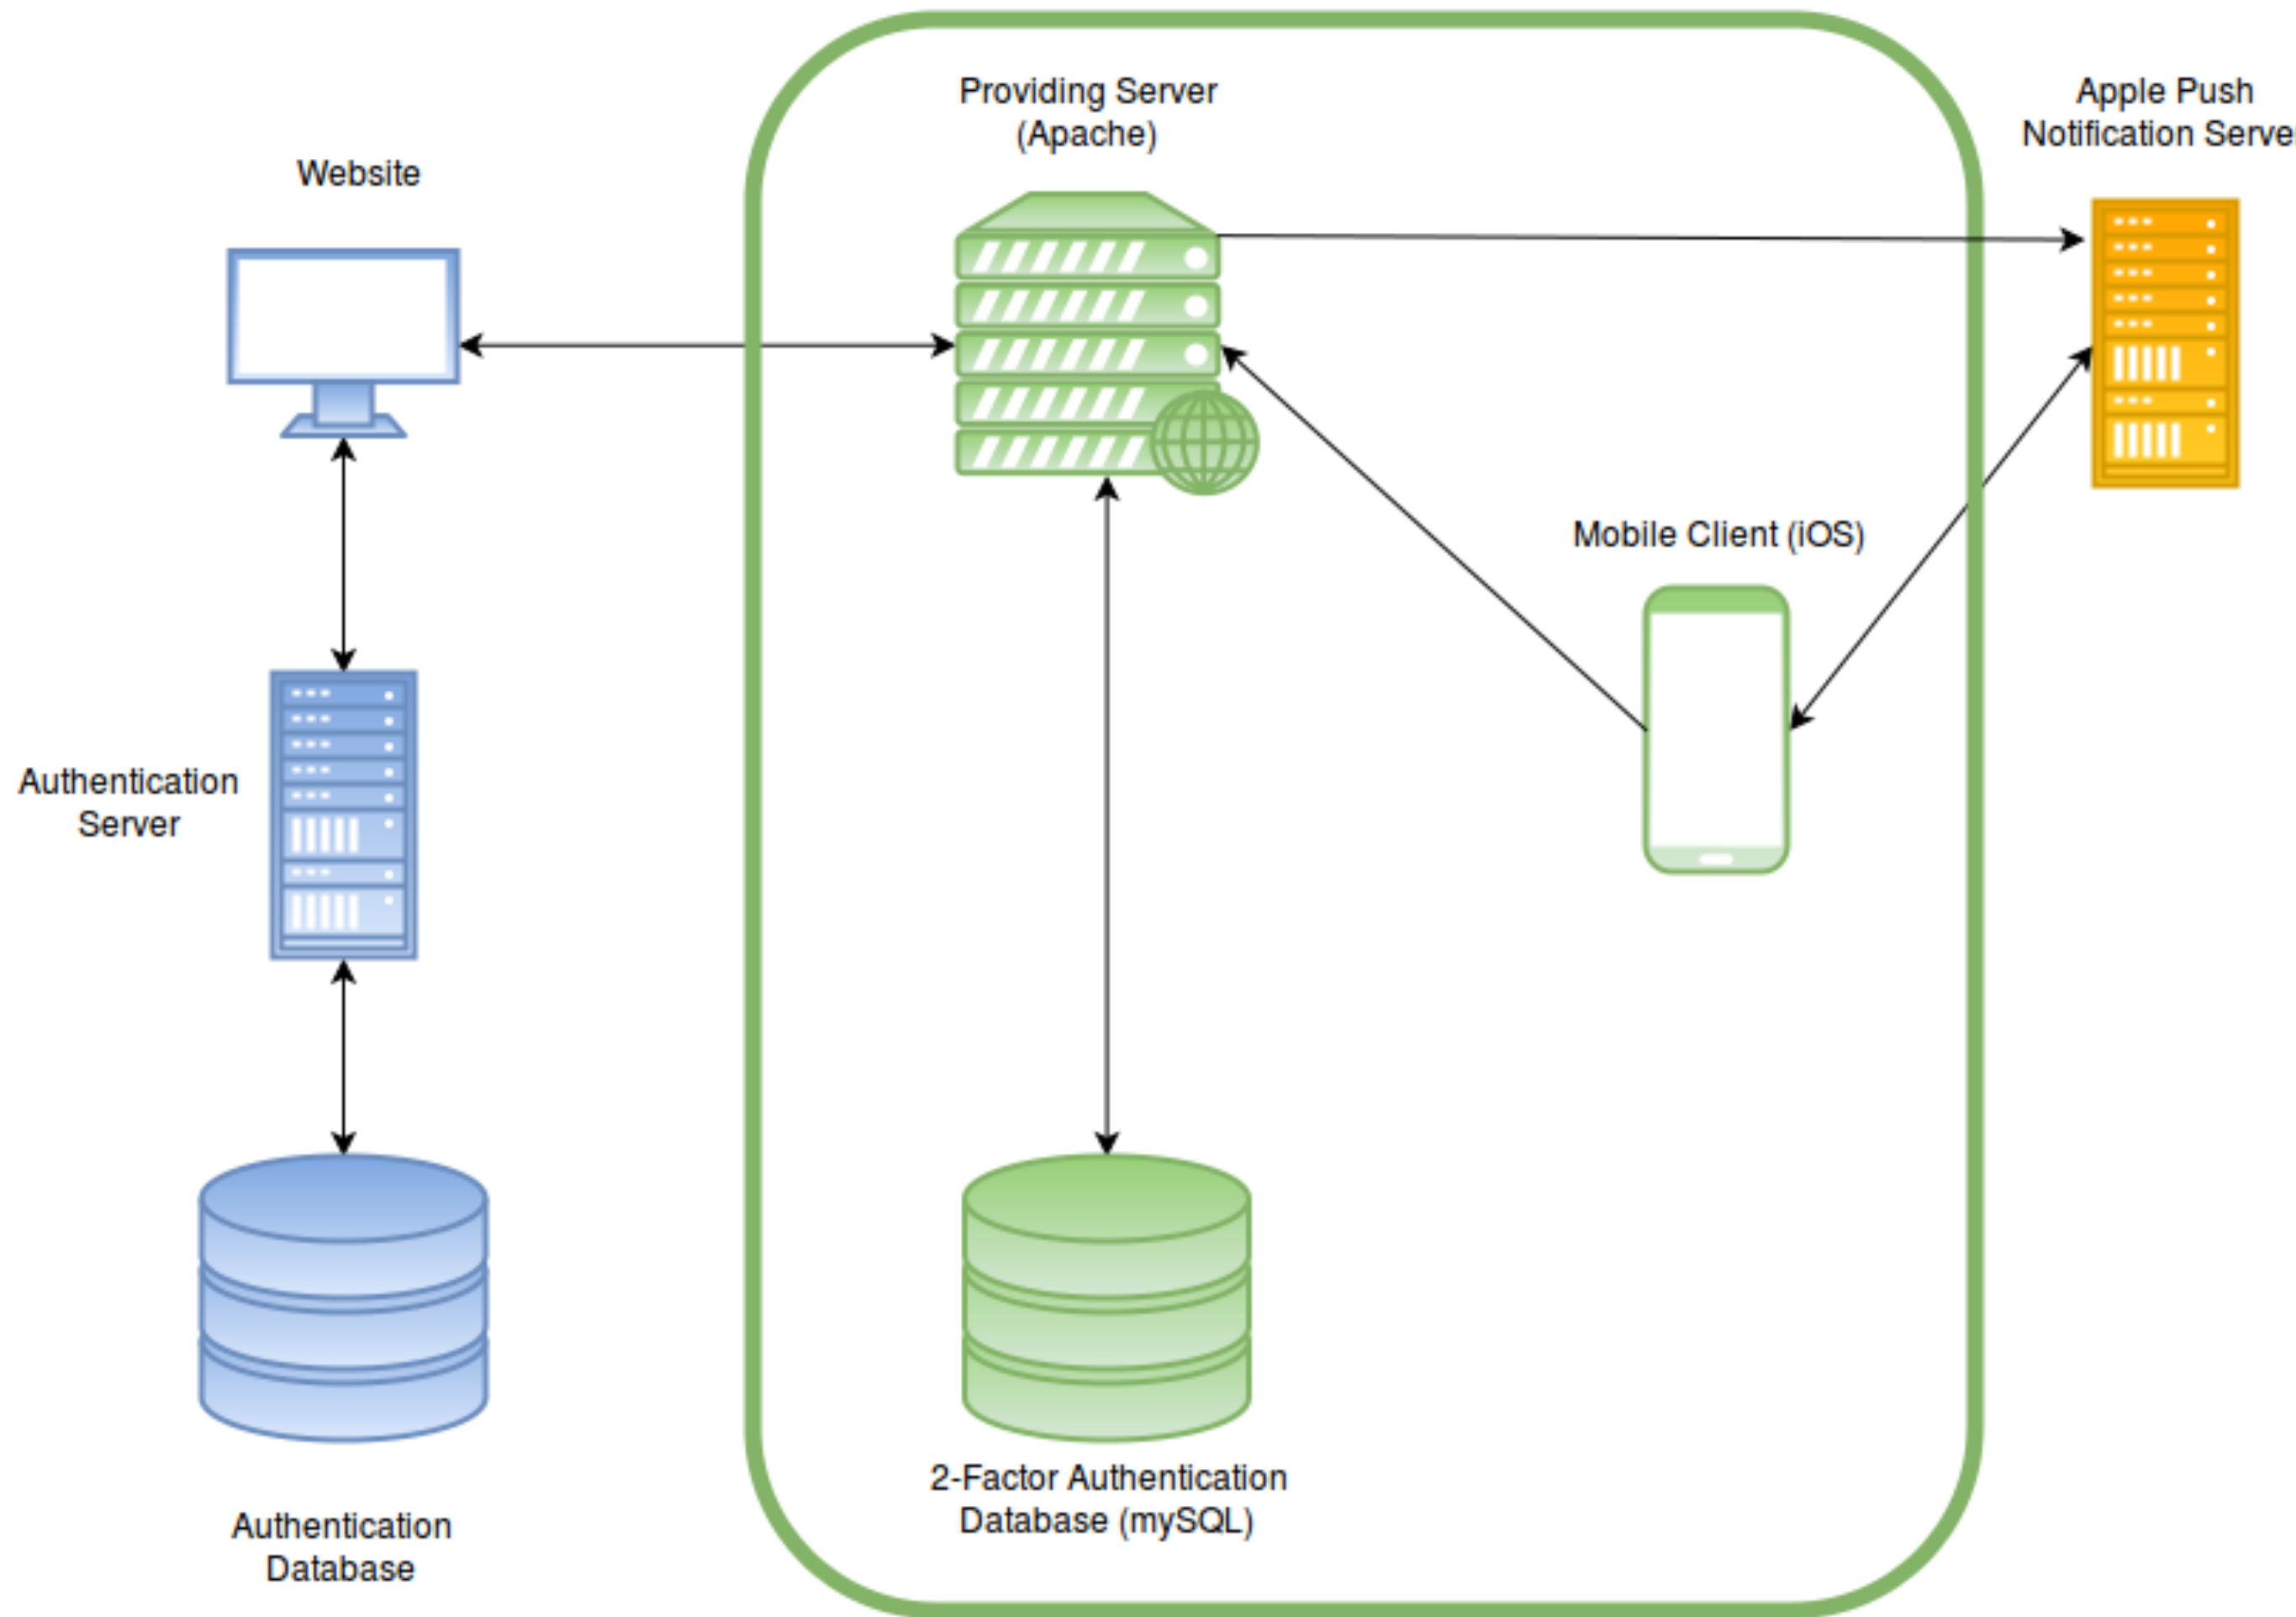 Providing Server
(Apache)
Apple Push
Notification Serve
Website
Mobile Client (iOS)
Authentication
Server
2-Factor Authentication
Database (mySQL)
Authentication
Database